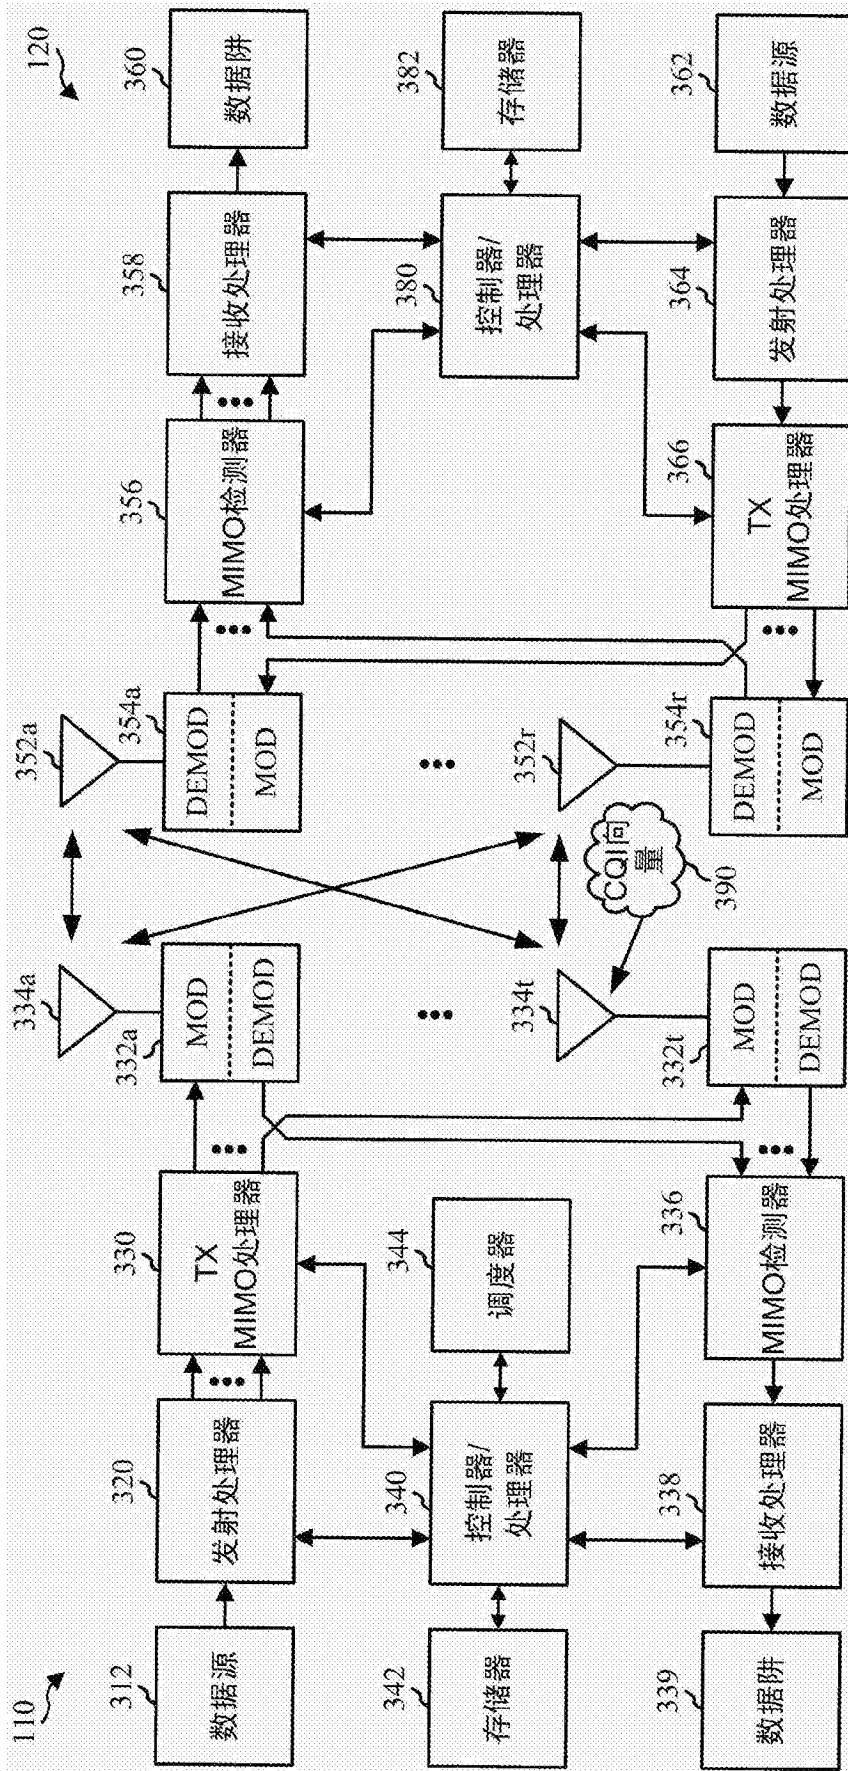 110
312
数据源
320
发射处理器
330
TX
MIMO处理器
332a
MOD
DEMOD
334a
352a
354a
DEMOD
MOD
356
MIMO检测器
358
接收处理器
360
数据阱
120
342
存储器
340
控制器/
处理器
344
调度器
334t
352r
CQI向
量
390
380
控制器/
处理器
382
存储器
339
数据阱
338
接收处理器
336
MIMO检测器
332t
MOD
DEMOD
354r
DEMOD
MOD
366
TX
MIMO处理器
364
发射处理器
362
数据源